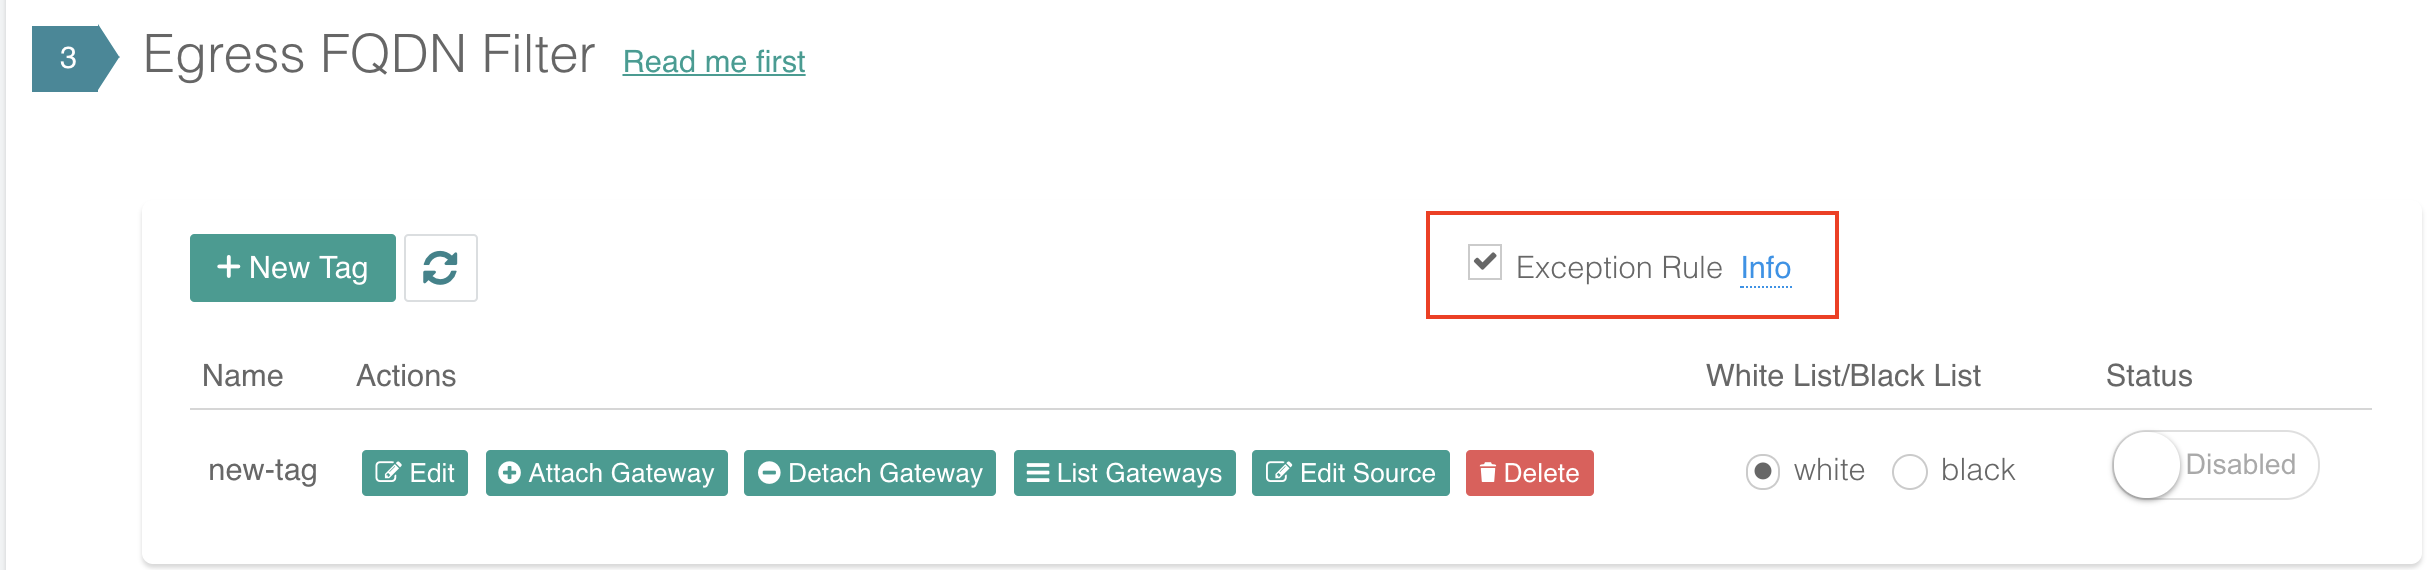 3 Egress FQDN Filter Read me first
+ New Tag Exception Rule Info
Name Actions White List/Black List Status
new-tag Edit Attach Gateway Detach Gateway List Gateways Edit Source Delete white black Disabled